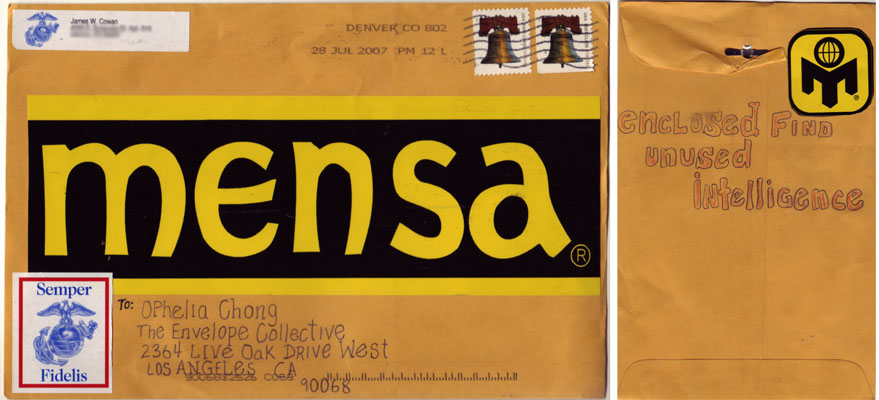 James W. Cowan
DENVER CO 802
28 JUL 2007 PM 12 L
mensa®
Semper
Fidelis
To: Ophelia Chong
The Envelope Collective
2364 Live Oak Drive West
Los Angeles CA
90068
M®
enclosed Find
unused
intelligence